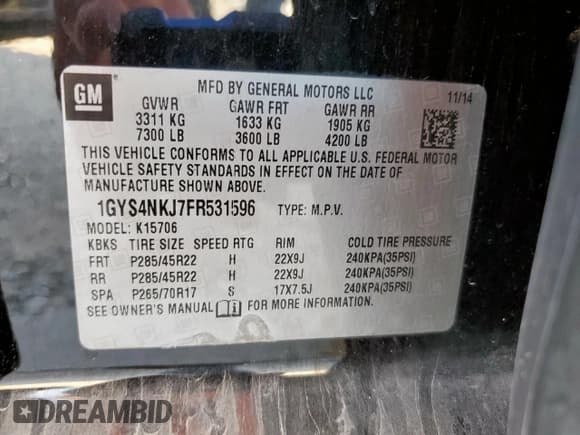 GM
MFD BY GENERAL MOTORS LLC
11/14
GVWR GAWR FRT GAWR RR
3311 KG 1633 KG 1905 KG
7300 LB 3600 LB 4200 LB
THIS VEHICLE CONFORMS TO ALL APPLICABLE U.S. FEDERAL MOTOR
VEHICLE SAFETY STANDARDS IN EFFECT ON THE DATE OF
MANUFACTURE SHOWN ABOVE.
1GYS4NKJ7FR531596 TYPE: M.P.V.
MODEL: K15706
KBKS TIRE SIZE SPEED RTG RIM COLD TIRE PRESSURE
FRT P285/45R22 H 22X9J 240KPA(35PSI)
RR P285/45R22 H 22X9J 240KPA(35PSI)
SPA P265/70R17 S 17X7.5J 240KPA(35PSI)
SEE OWNER'S MANUAL FOR MORE INFORMATION.
DREAMBID